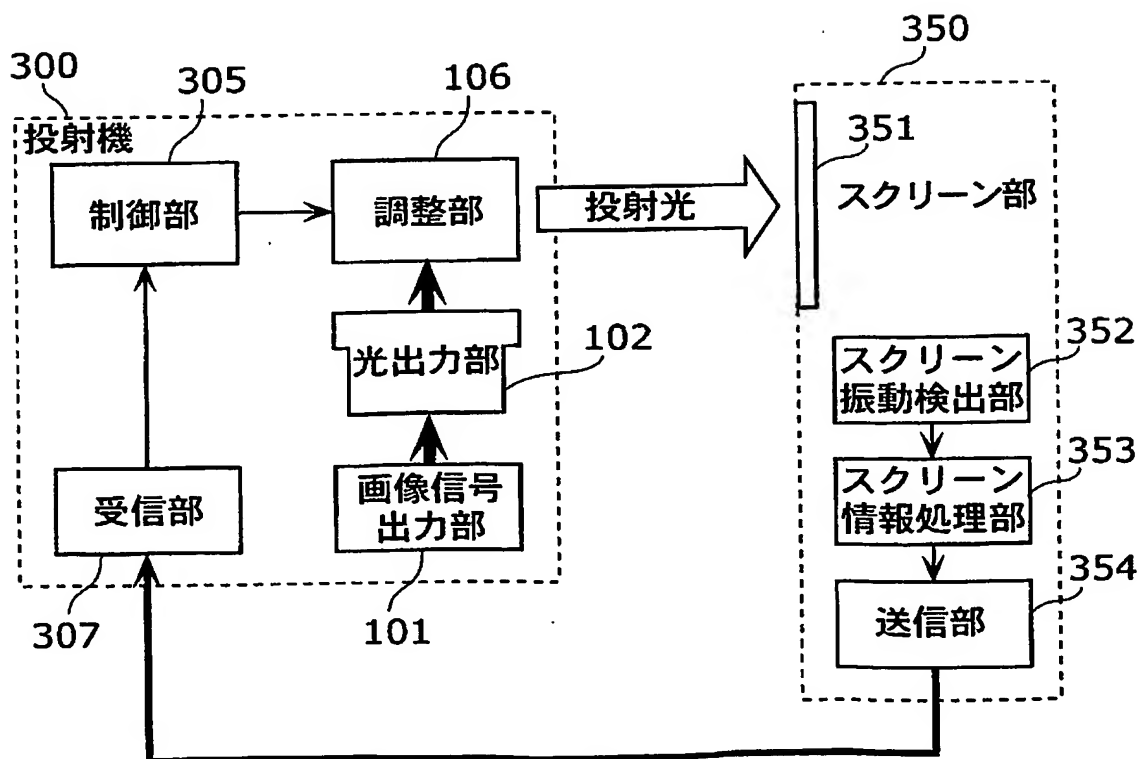 350
300
305
106
投射機
351
制御部
調整部
投射光
スクリーン部
102
352
光出力部
スクリーン
振動検出部
353
受信部
画像信号
出力部
スクリーン
情報処理部
354
307
101
送信部